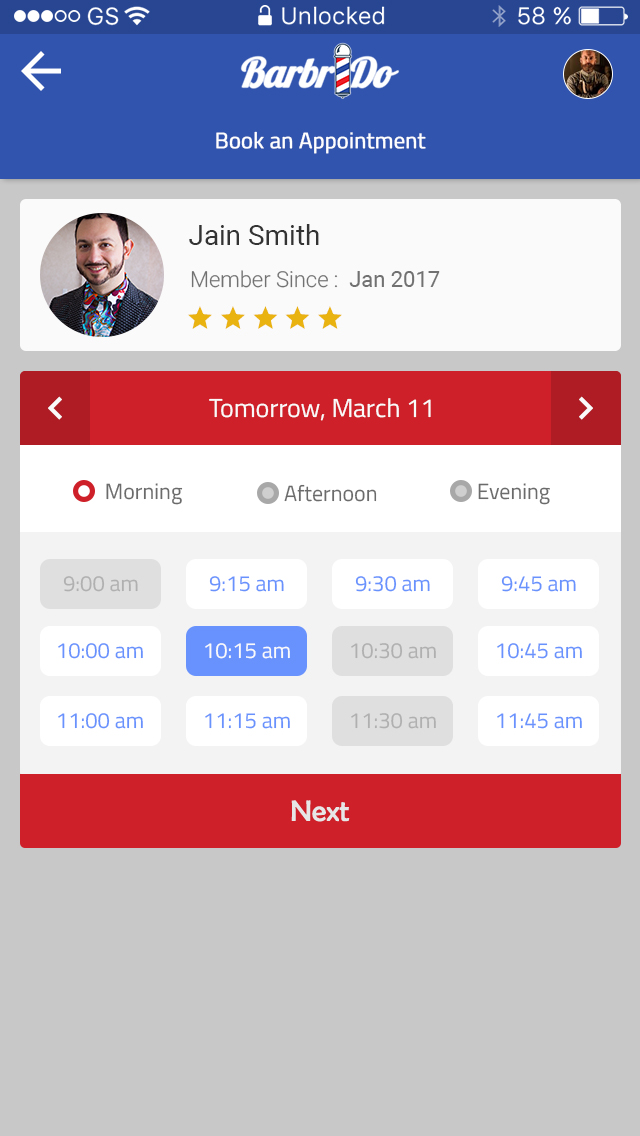 GS Unlocked 58 %
BarbrDo
Book an Appointment
Jain Smith
Member Since : Jan 2017
Tomorrow, March 11
Morning Afternoon Evening
9:00 am 9:15 am 9:30 am 9:45 am
10:00 am 10:15 am 10:30 am 10:45 am
11:00 am 11:15 am 11:30 am 11:45 am
Next